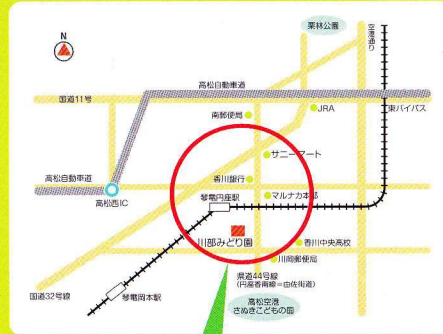 栗林公園
空港通り
N
高松自動車道
国道11号
JRA
東バイパス
南郵便局
サニーマート
高松自動車道
香川銀行
高松西IC
琴電円座駅
マルナカ本部
川部みどり園
香川中央高校
川岡郵便局
県道44号線
(円座香南線=由佐街道)
国道32号線
琴電岡本駅
高松空港
さぬきこどもの国